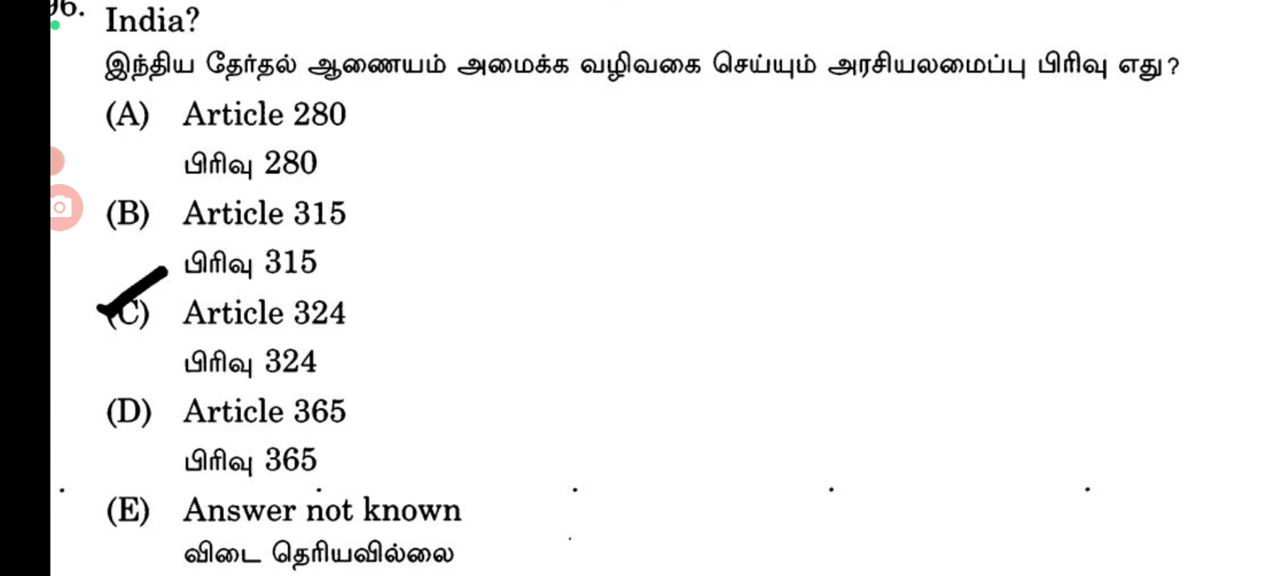 96. India?
இந்திய தேர்தல் ஆணையம் அமைக்க வழிவகை செய்யும் அரசியலமைப்பு பிரிவு எது?
(A) Article 280
பிரிவு 280
(B) Article 315
பிரிவு 315
(C) Article 324
பிரிவு 324
(D) Article 365
பிரிவு 365
(E) Answer not known
விடை தெரியவில்லை